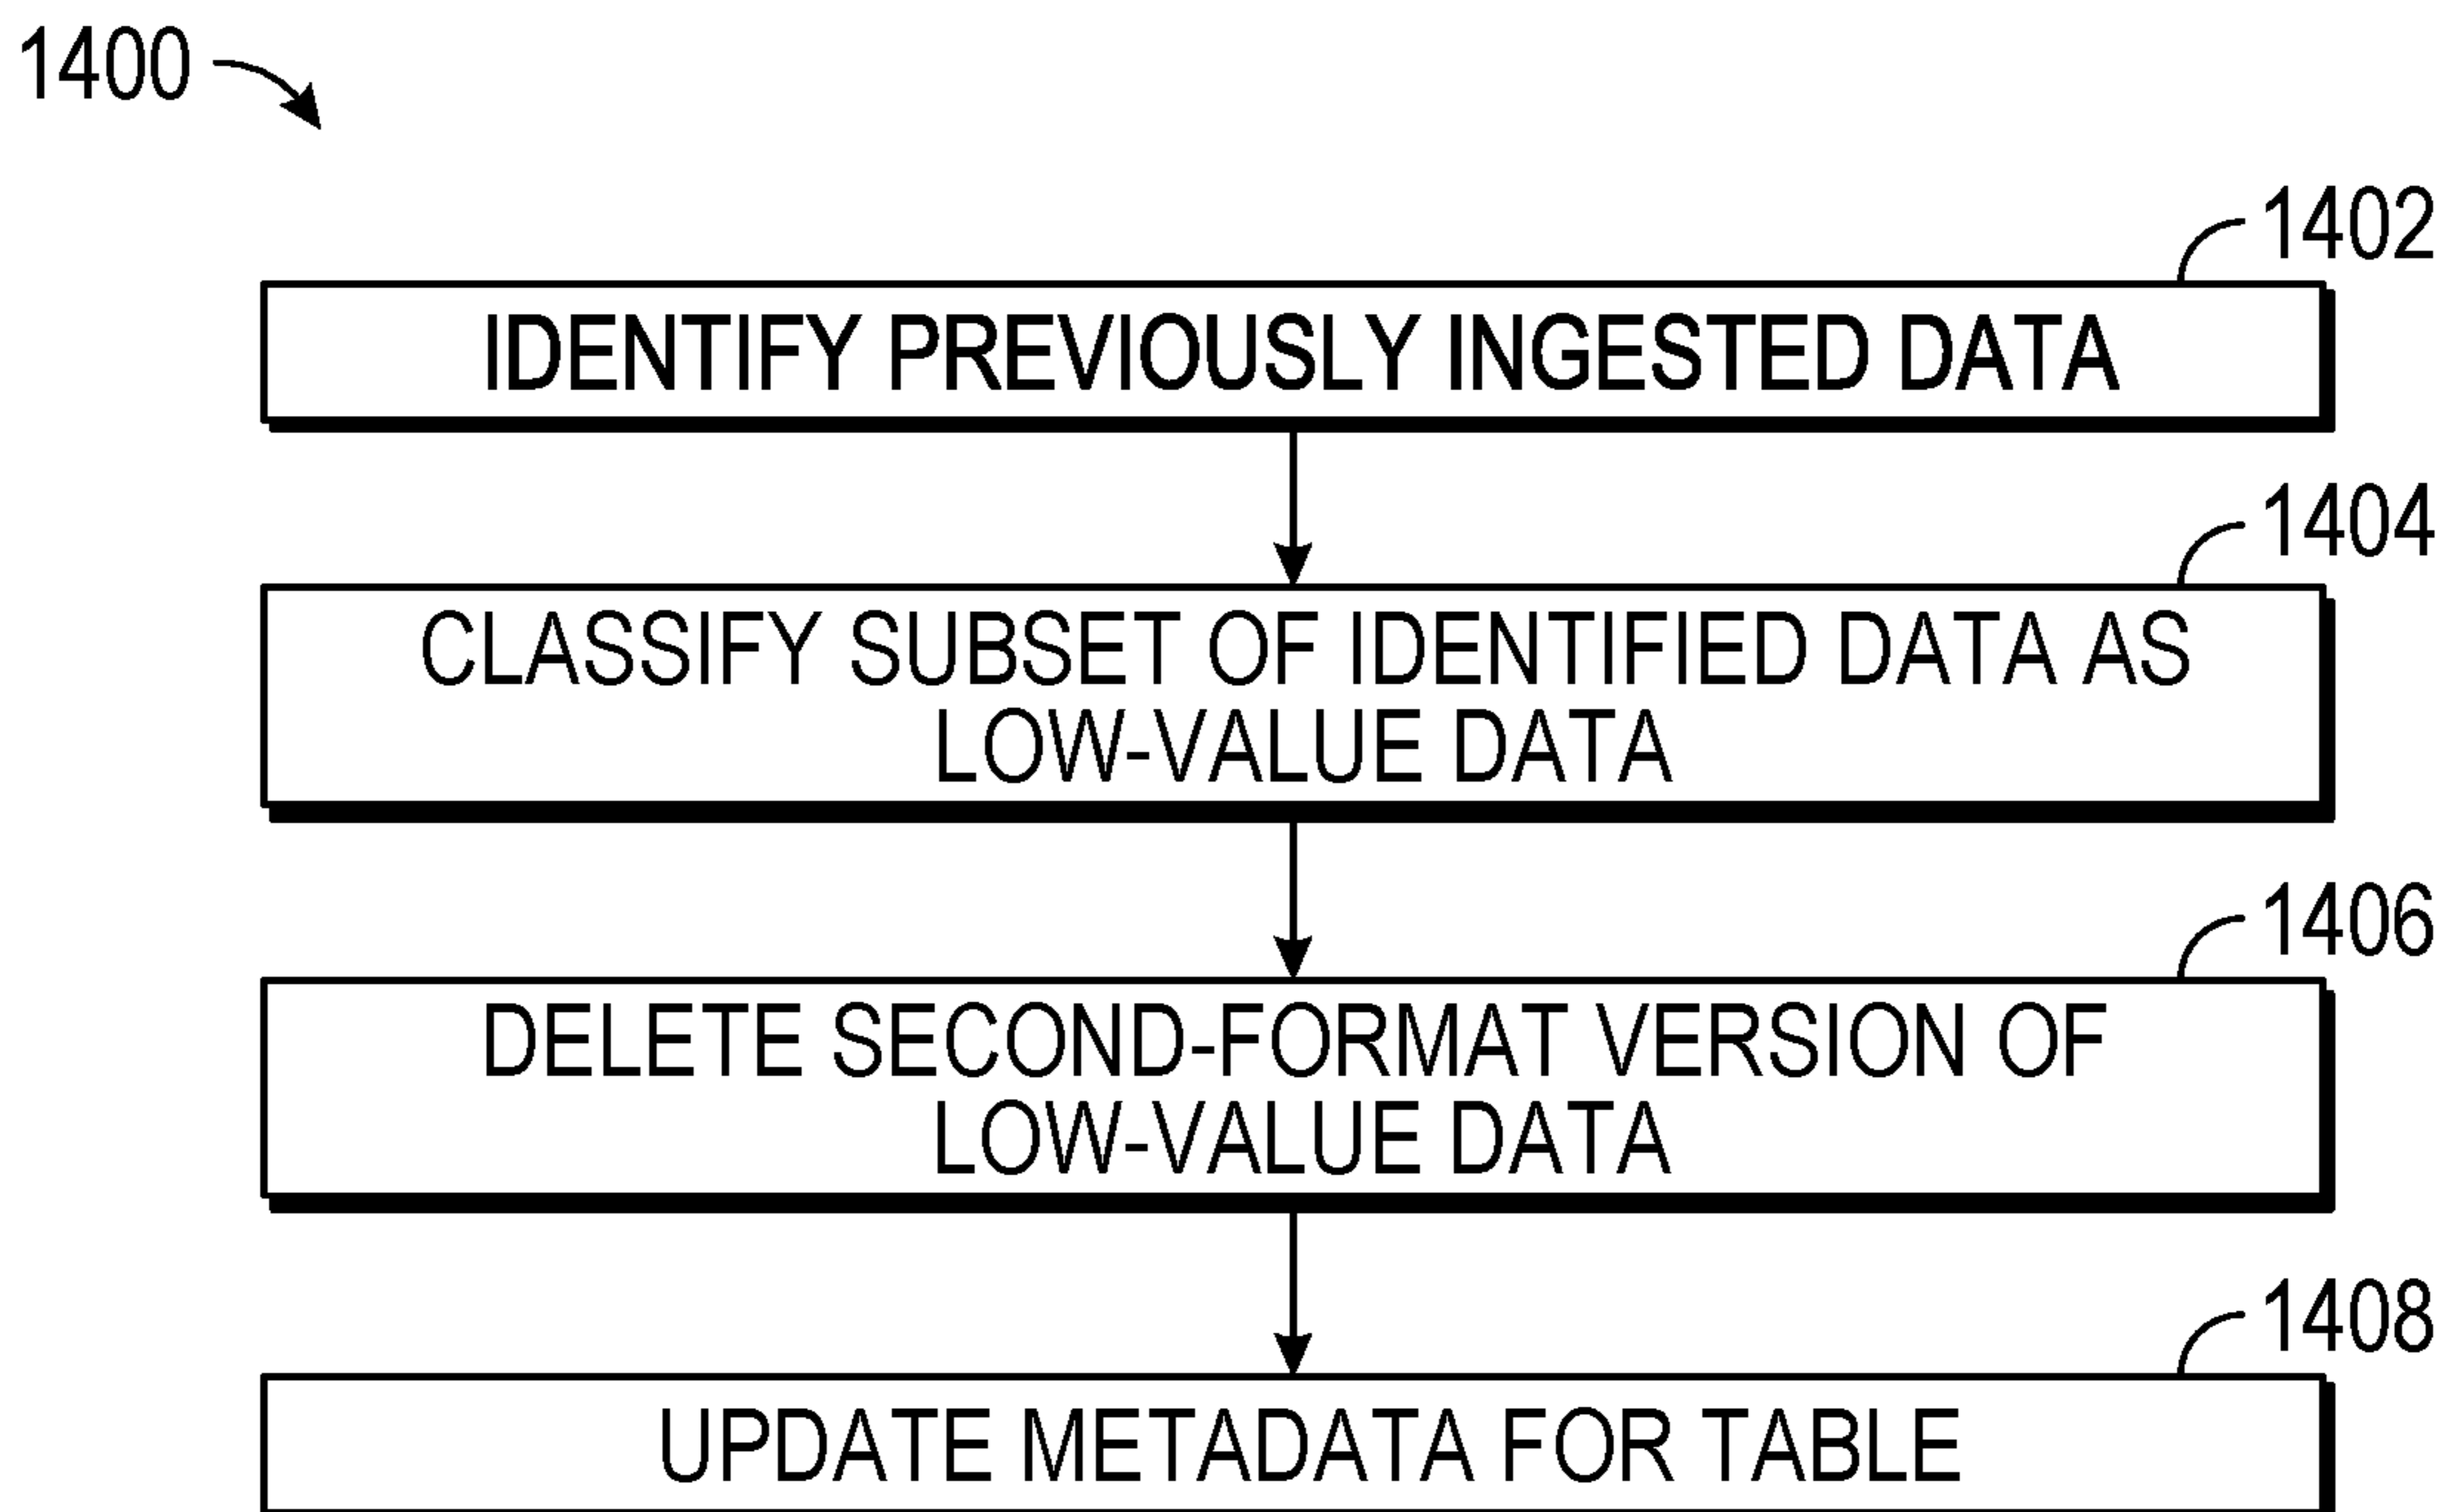 1400
1402
IDENTIFY PREVIOUSLY INGESTED DATA
1404
CLASSIFY SUBSET OF IDENTIFIED DATA AS
LOW-VALUE DATA
1406
DELETE SECOND-FORMAT VERSION OF
LOW-VALUE DATA
1408
UPDATE METADATA FOR TABLE